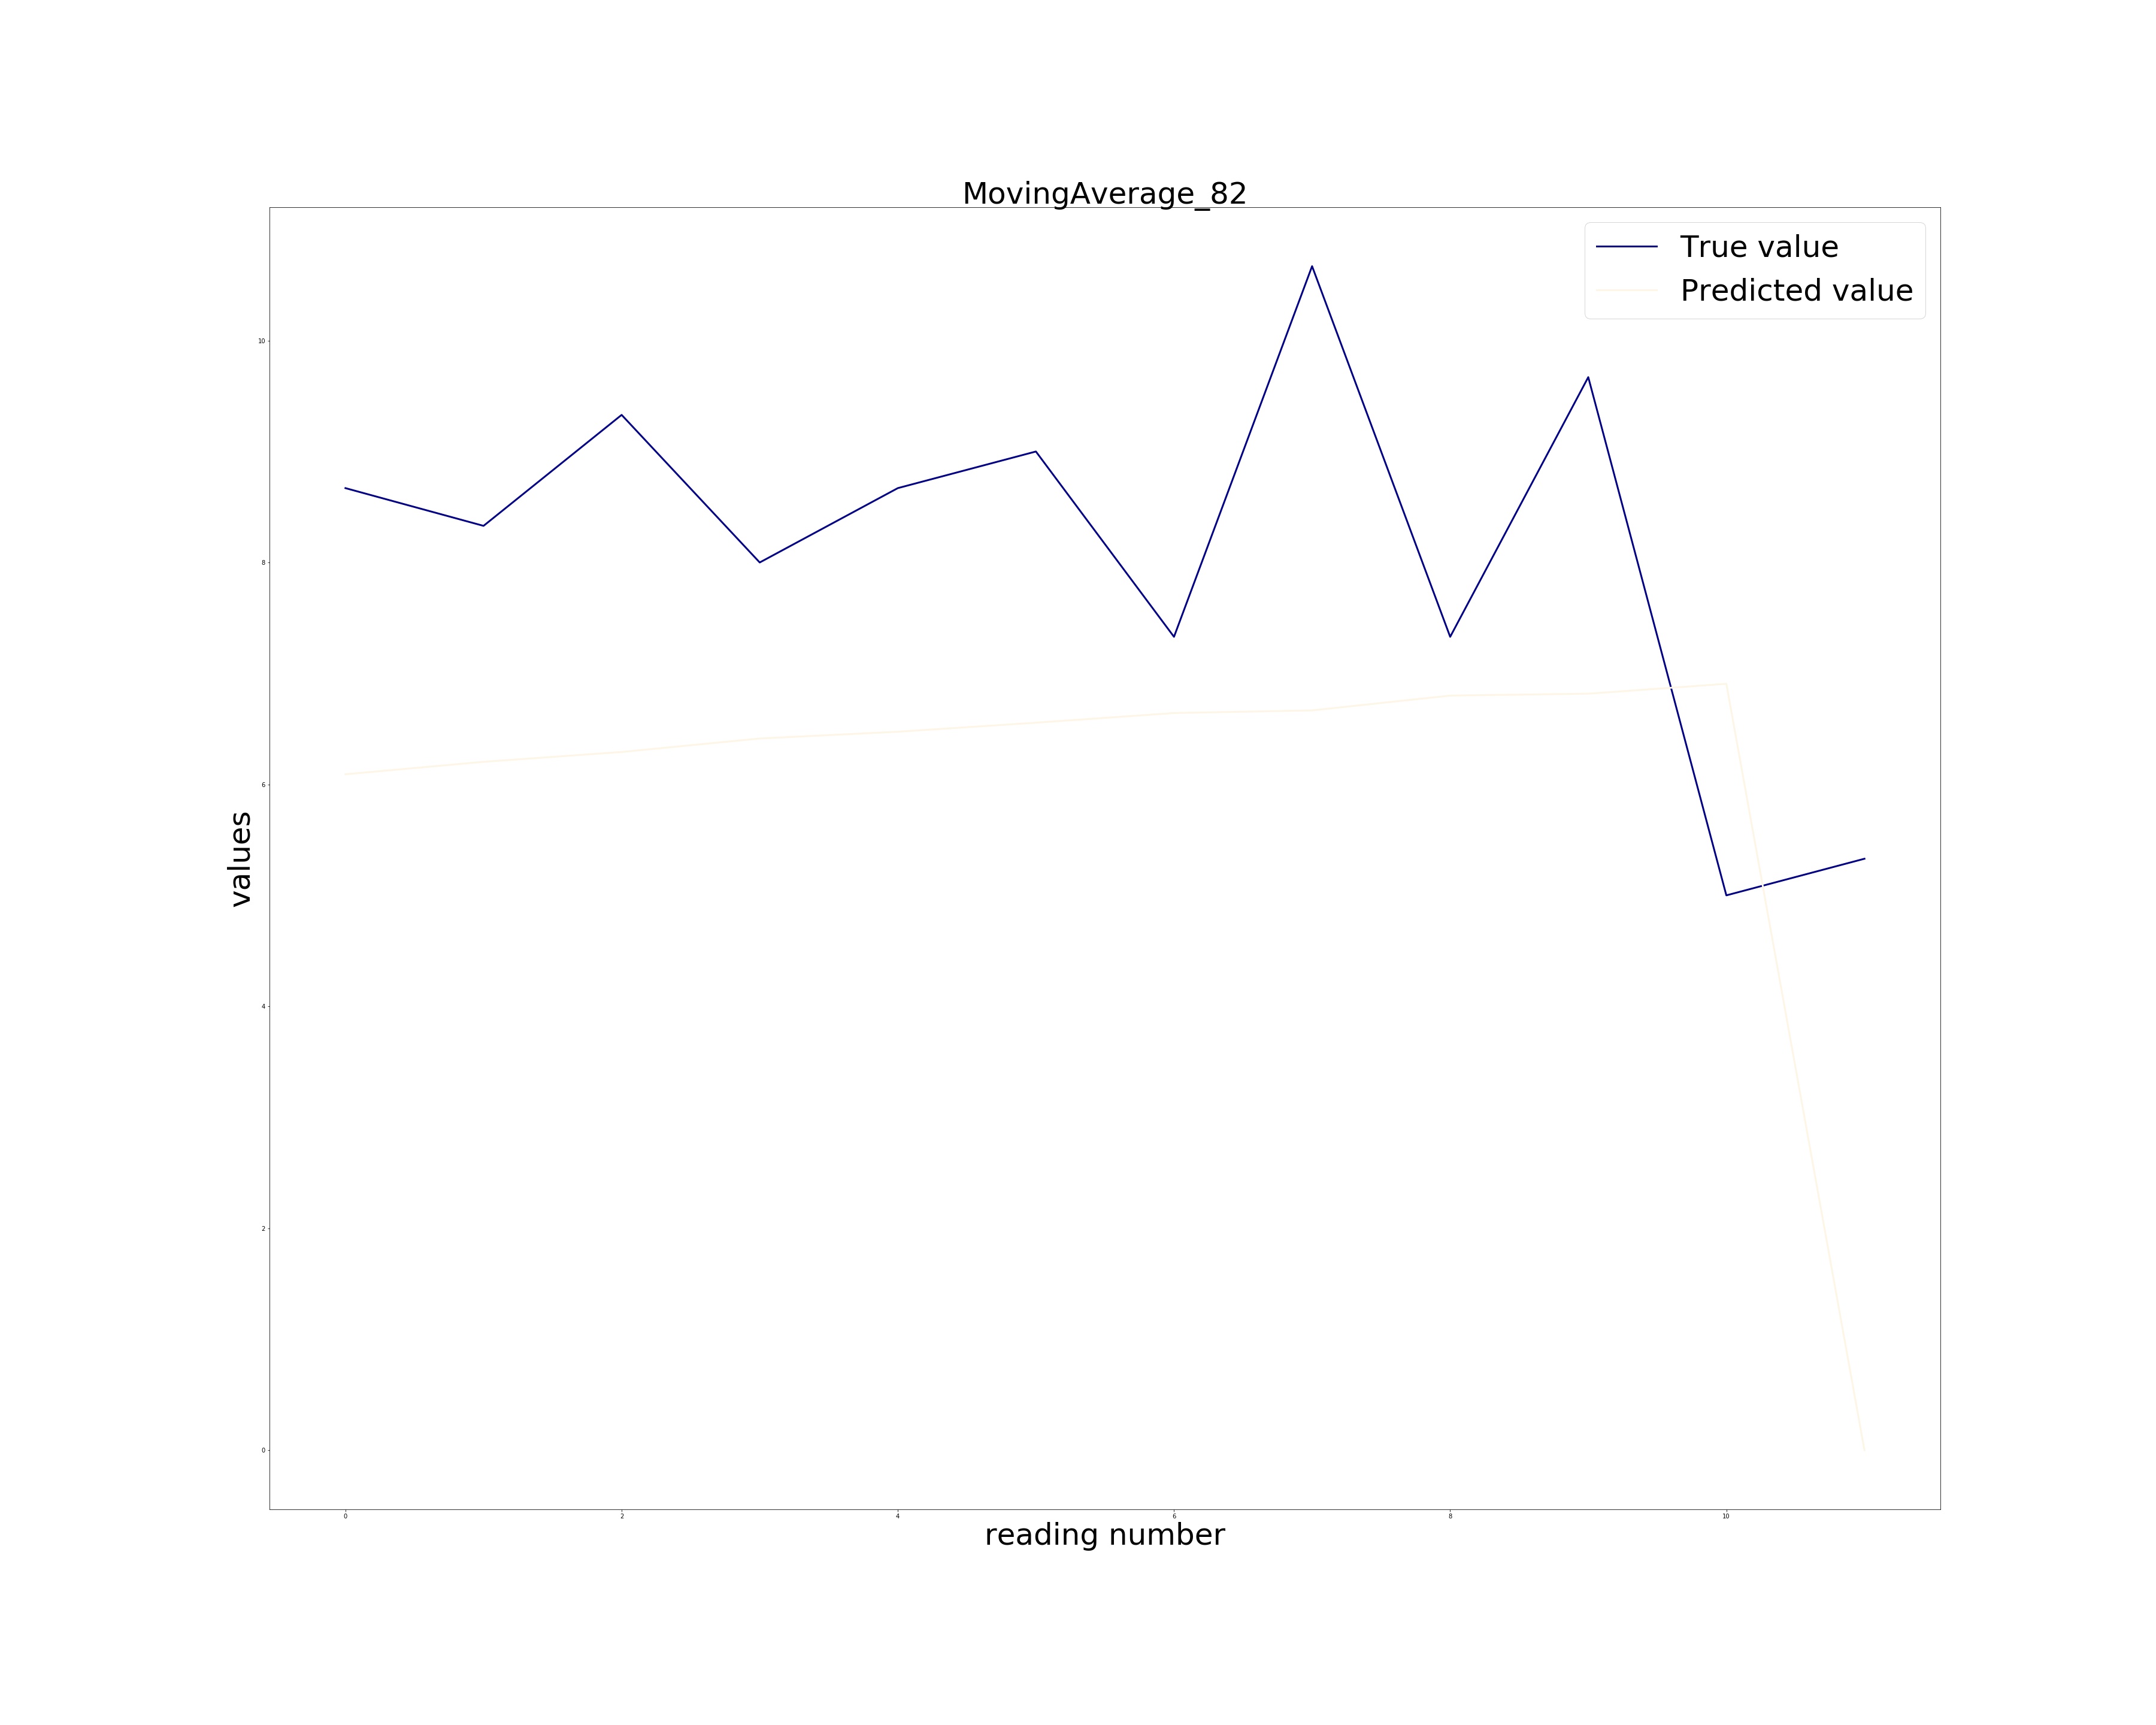 MovingAverage_82
True value
Predicted value
10
8
6
4
2
0
values
0 2 4 6 8 10
reading number